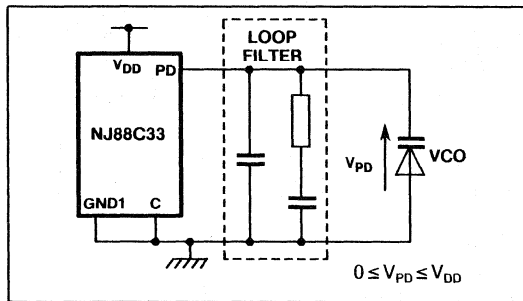 LOOP
FILTER
VDD
PD
NJ88C33
VPD
VCO
GND1
C
0 ≤ VPD ≤ VDD